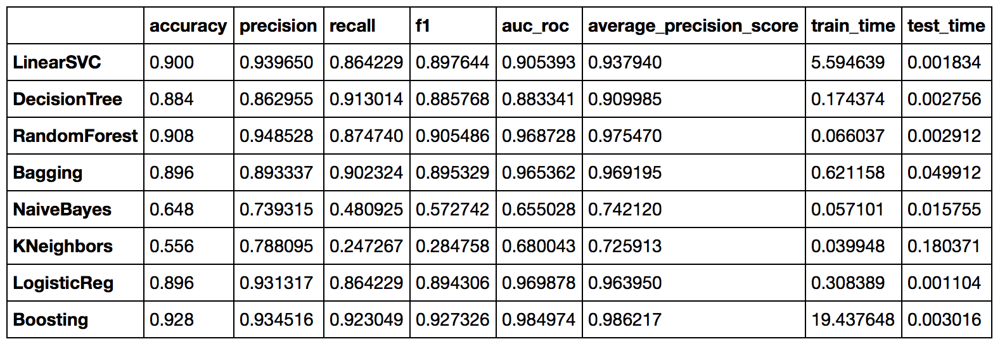 accuracy precision recall f1 auc_roc average_precision_score train_time test_time
LinearSVC 0.900 0.939650 0.864229 0.897644 0.905393 0.937940 5.594639 0.001834
DecisionTree 0.884 0.862955 0.913014 0.885768 0.883341 0.909985 0.174374 0.002756
RandomForest 0.908 0.948528 0.874740 0.905486 0.968728 0.975470 0.066037 0.002912
Bagging 0.896 0.893337 0.902324 0.895329 0.965362 0.969195 0.621158 0.049912
NaiveBayes 0.648 0.739315 0.480925 0.572742 0.655028 0.742120 0.057101 0.015755
KNeighbors 0.556 0.788095 0.247267 0.284758 0.680043 0.725913 0.039948 0.180371
LogisticReg 0.896 0.931317 0.864229 0.894306 0.969878 0.963950 0.308389 0.001104
Boosting 0.928 0.934516 0.923049 0.927326 0.984974 0.986217 19.437648 0.003016